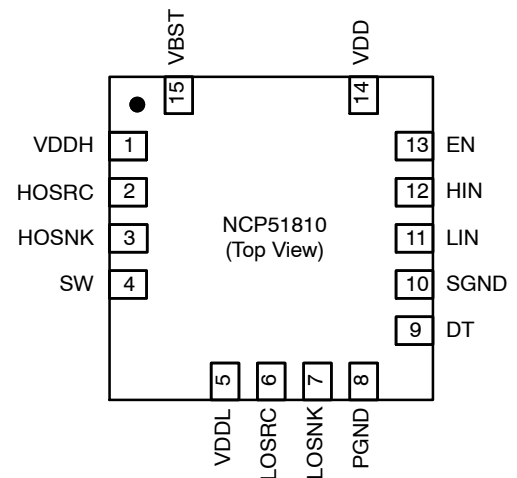 VBST
VDD
15
14
VDDH 1
13 EN
HOSRC 2
12 HIN
HOSNK 3
11 LIN
SW 4
10 SGND
9 DT
NCP51810
(Top View)
5
6
7
8
VDDL
LOSRC
LOSNK
PGND